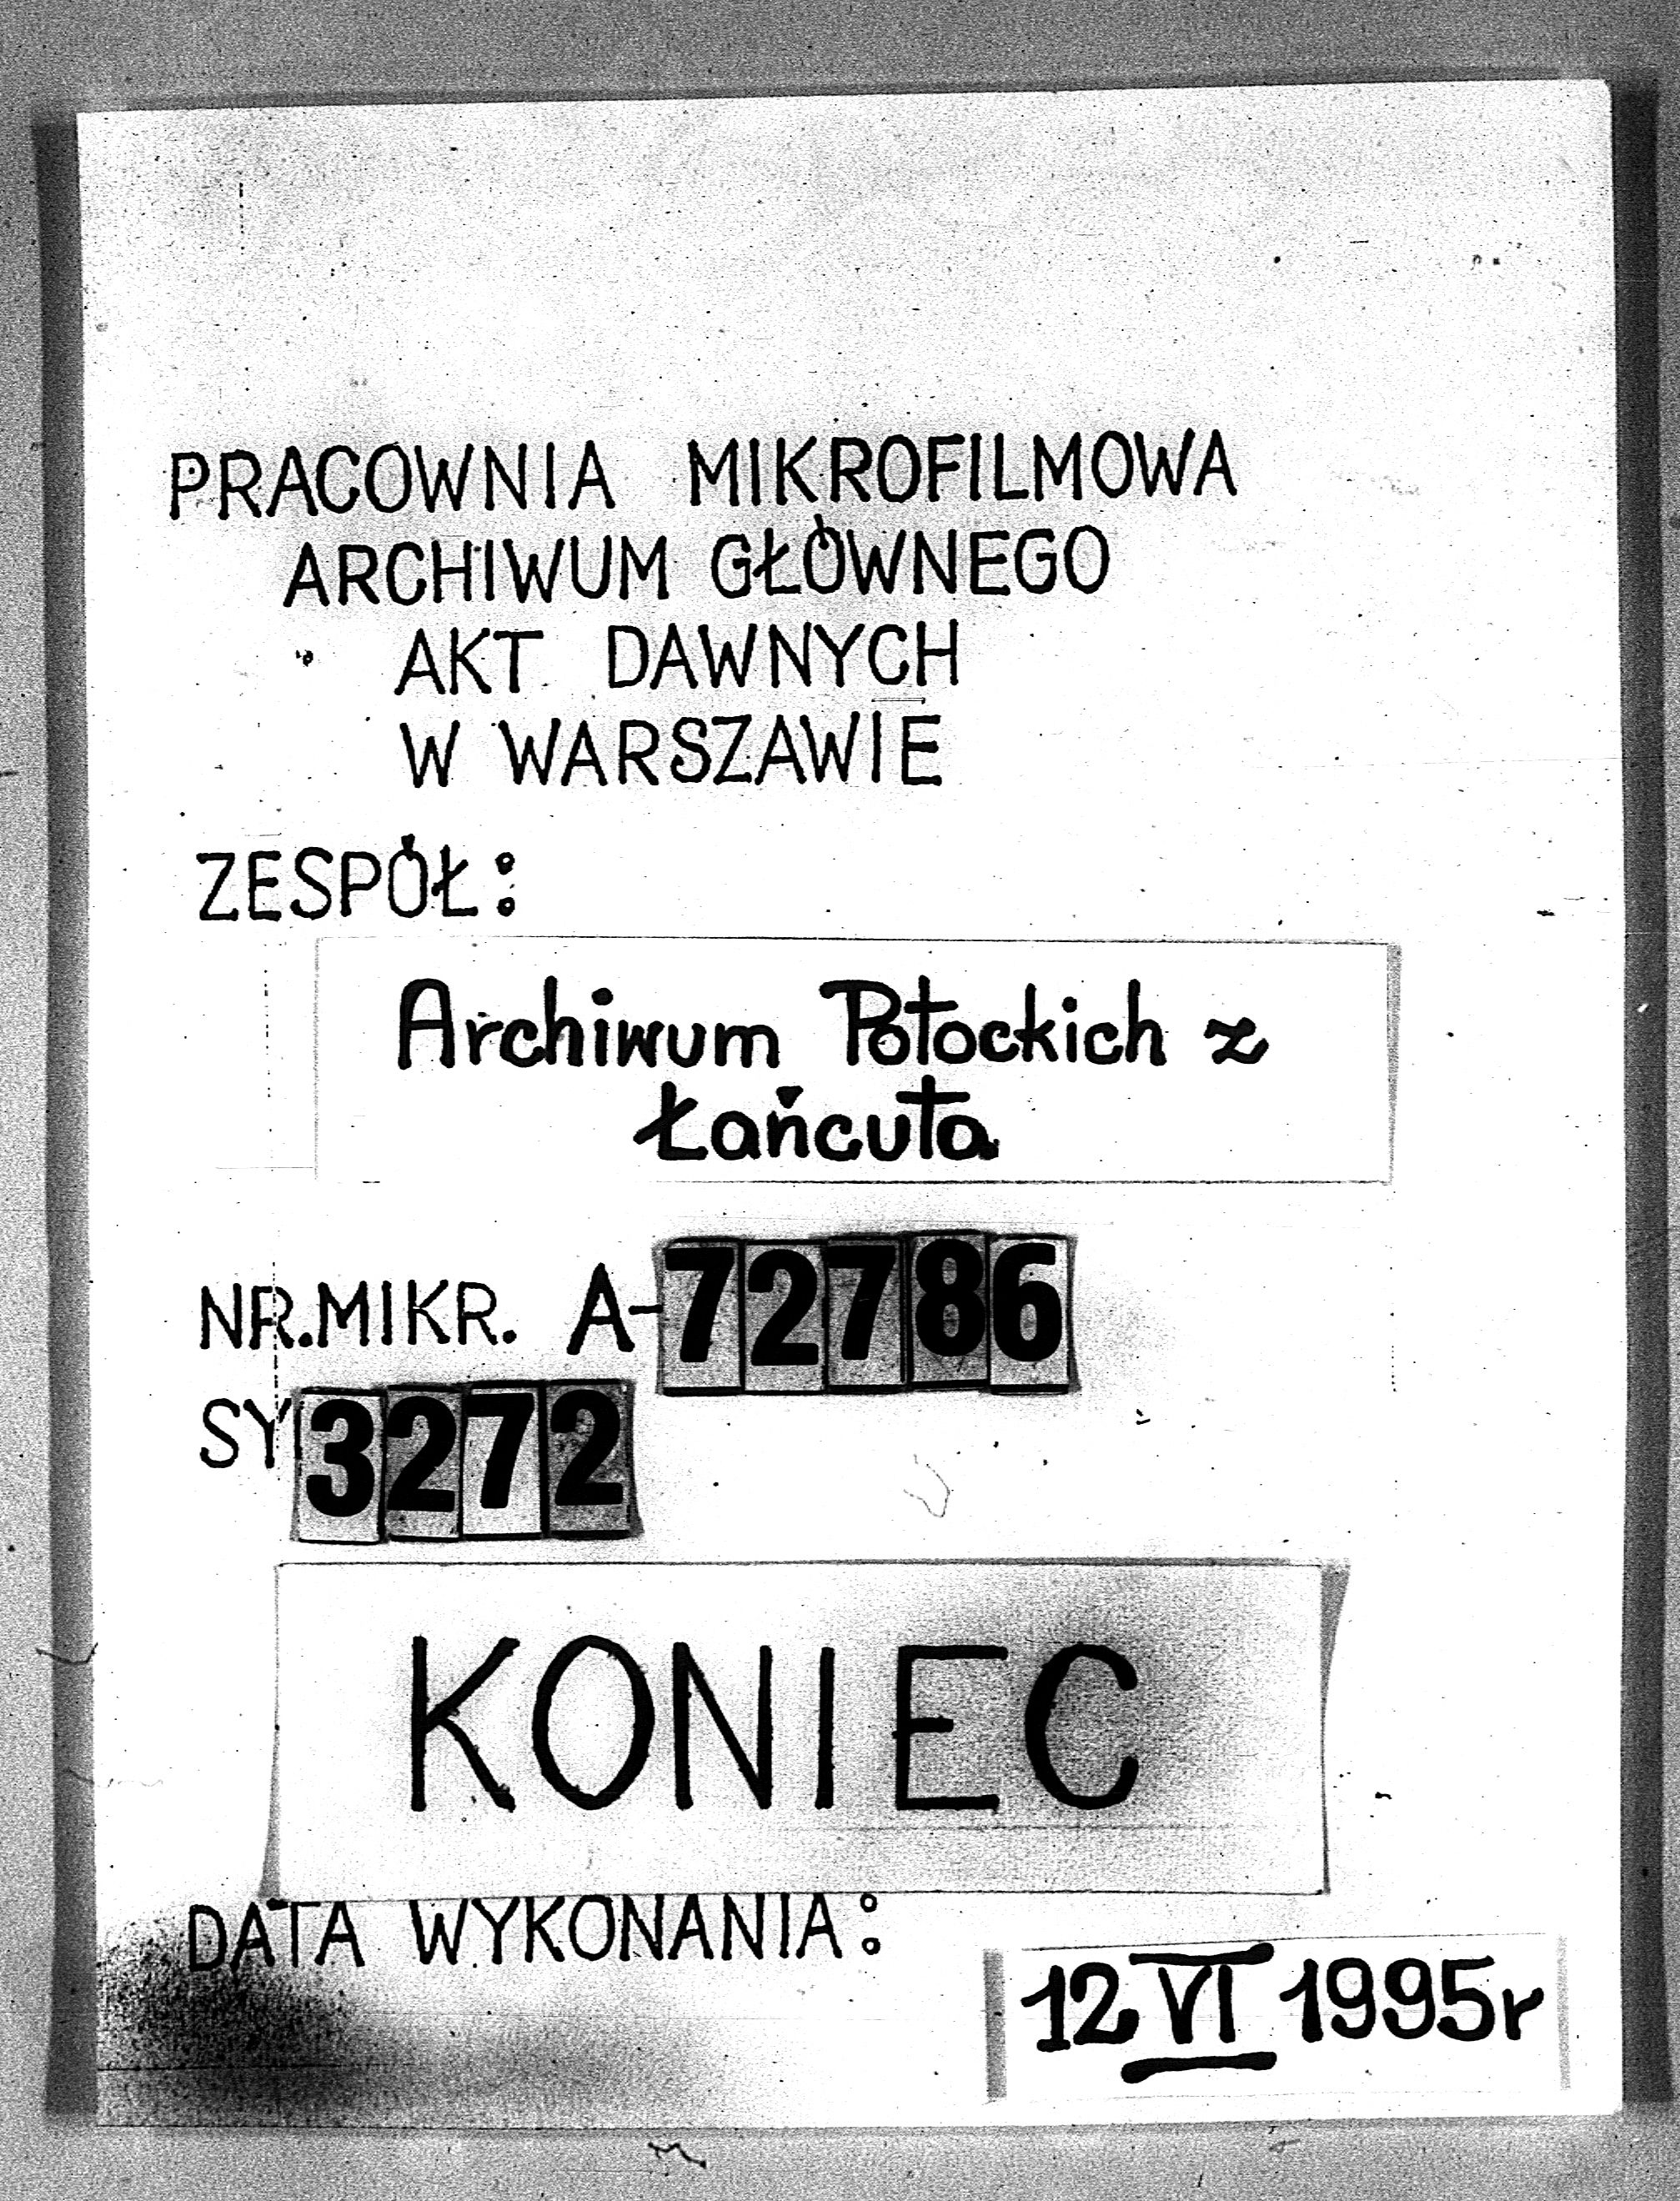 PRACOWNIA MIKROFILMOWA
ARCHIWUM GŁÓWNEGO
AKT DAWNYCH
W WARSZAWIE
ZESPÓŁ:
Archiwum Potockich z
Łańcuta
NR.MIKR. A-72786
SY 3272
KONIEC
DATA WYKONANIA:
12 VI 1995r